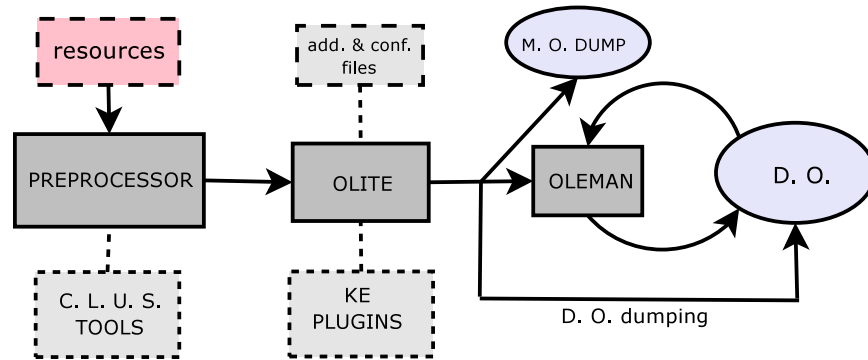 resources
add. & conf.
files
M. O. DUMP
PREPROCESSOR
OLITE
OLEMAN
D. O.
C. L. U. S.
TOOLS
KE
PLUGINS
D. O. dumping